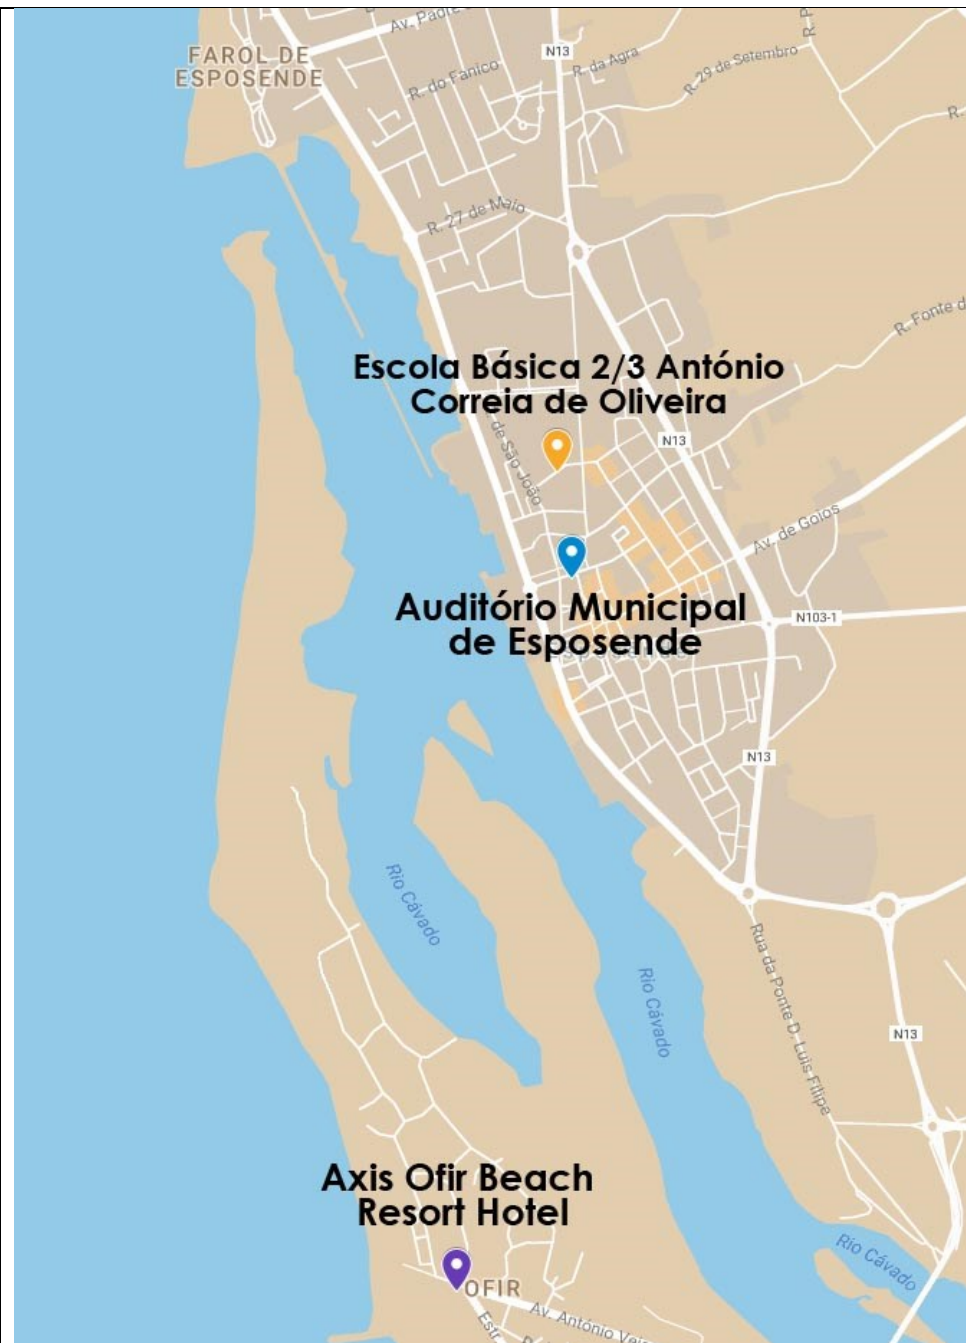 Av. Padre
FAROL DE
ESPOSENDE
N13
R. da Agra
R. do Fanico
R. 29 de Setembro
R. P
R.
R. 27 de Maio
R. Fonte d
Escola Básica 2/3 António
Correia de Oliveira
N13
de São João
Av. de Goios
Auditório Municipal
de Esposende
N103-1
Esposende
N13
Rio Cávado
Rio Cávado
Rua da Ponte D. Luis Filipe
N13
Axis Ofir Beach
Resort Hotel
Rio Cávado
OFIR
Av. António Vei
Estr